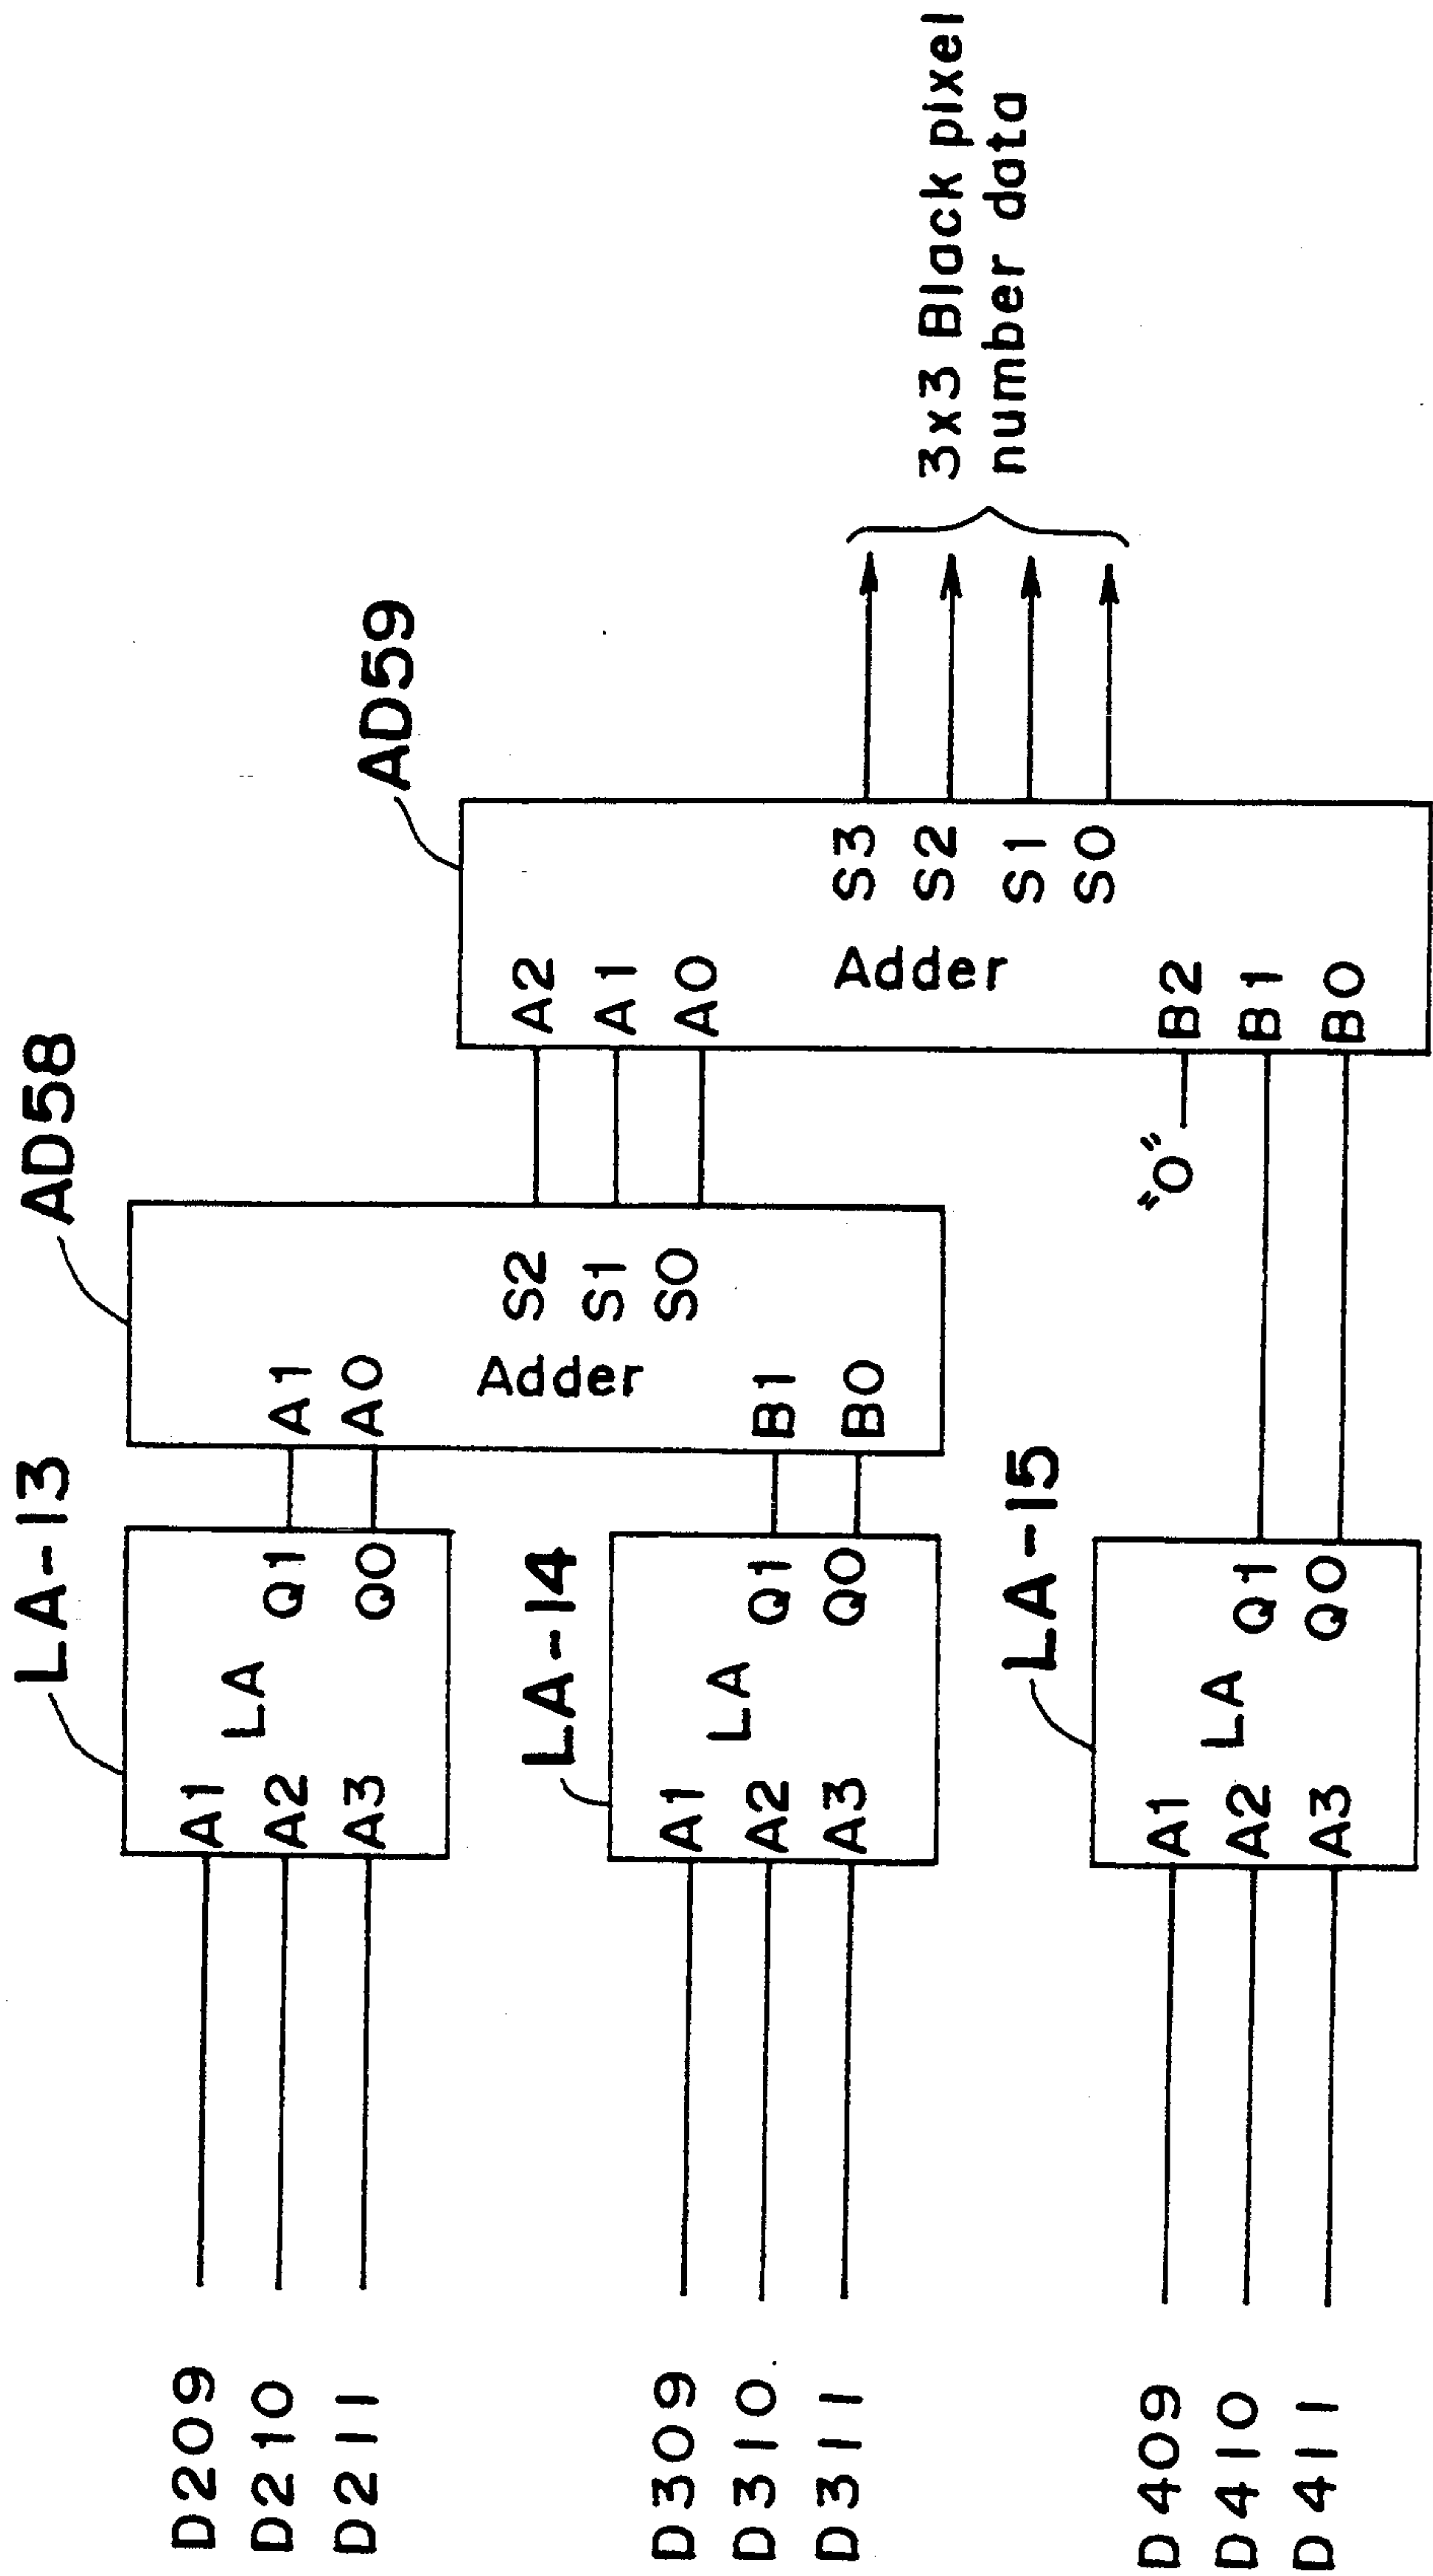 D209
D210
D211
D309
D310
D311
D409
D410
D411
LA-13
A1
A2
A3
LA
Q1
Q0
LA-14
A1
A2
A3
LA
Q1
Q0
LA-15
A1
A2
A3
LA
Q1
Q0
AD58
A1
A0
B1
B0
Adder
S2
S1
S0
"0"
AD59
A2
A1
A0
B2
B1
B0
Adder
S3
S2
S1
S0
3x3 Black pixel
number data